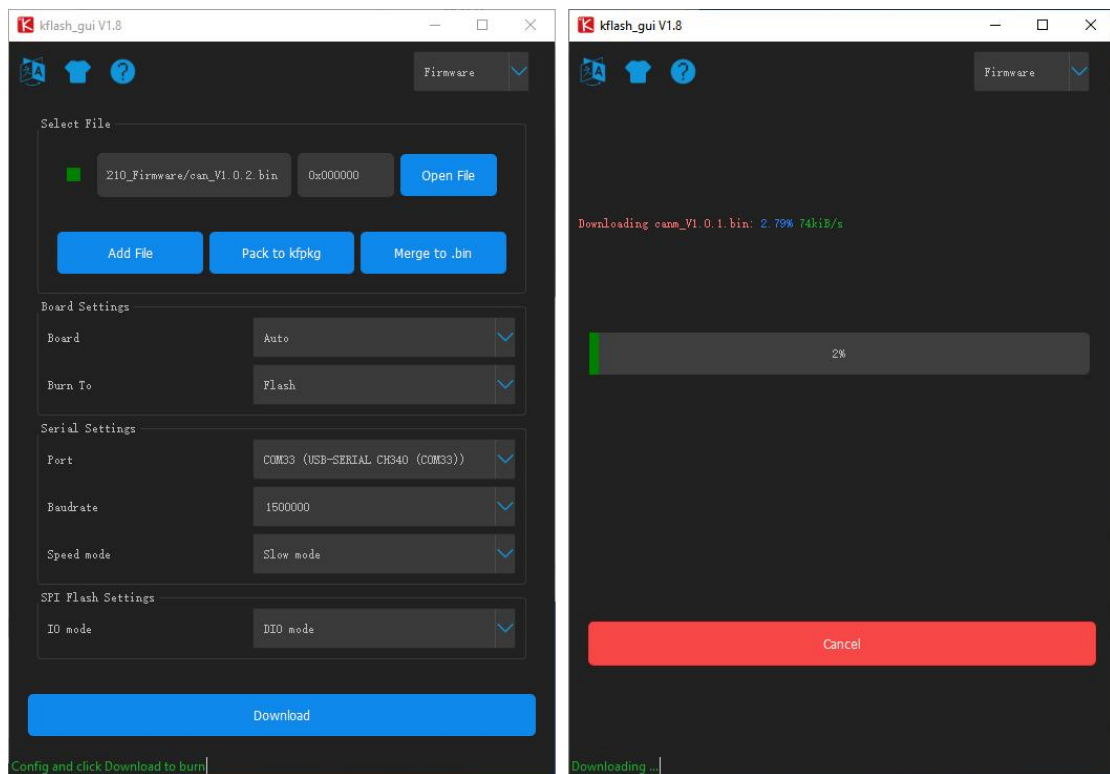 kflash_gui V1.8
Firmware
Select File
210_Firmware/can_V1.0.2.bin 0x000000 Open File
Add File Pack to kfpkg Merge to .bin
Board Settings
Board Auto
Burn To Flash
Serial Settings
Port COM33 (USB-SERIAL CH340 (COM33))
Baudrate 1500000
Speed mode Slow mode
SPI Flash Settings
IO mode DIO mode
Download
Config and click Download to burn
kflash_gui V1.8
Firmware
Downloading canm_V1.0.1.bin: 2.79% 74kiB/s
2%
Cancel
Downloading ...